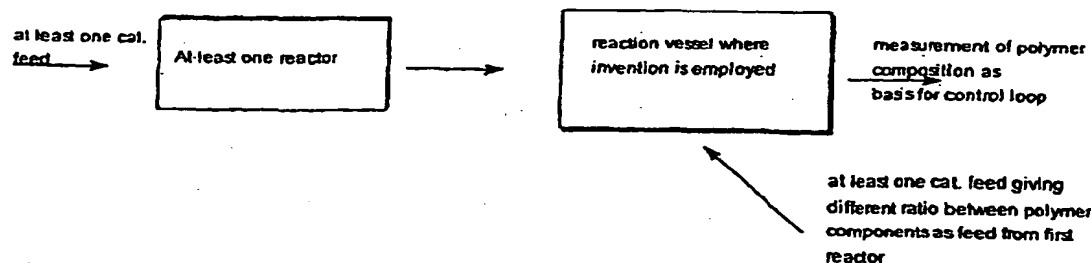 at least one cat.
feed
At-least one reactor
reaction vessel where
invention is employed
measurement of polymer
composition as
basis for control loop
at least one cat. feed giving
different ratio between polymer
components as feed from first
reactor